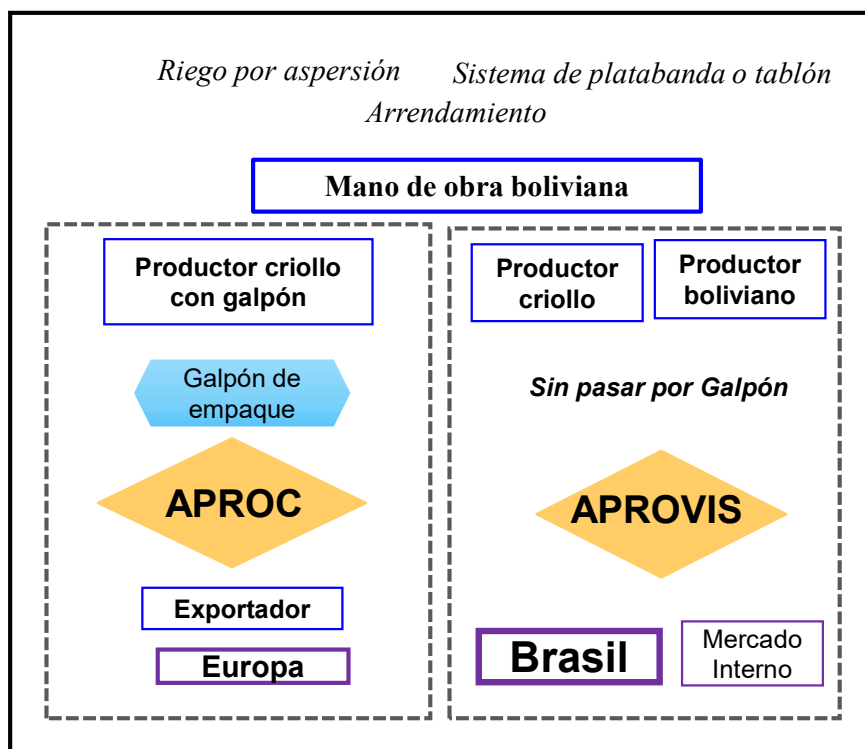 Riego por aspersión
Sistema de platabanda o tablón
Arrendamiento
Mano de obra boliviana
Productor criollo
con galpón
Galpón de
empaque
APROC
Exportador
Europa
Productor
criollo
Productor
boliviano
Sin pasar por Galpón
APROVIS
Brasil
Mercado
Interno